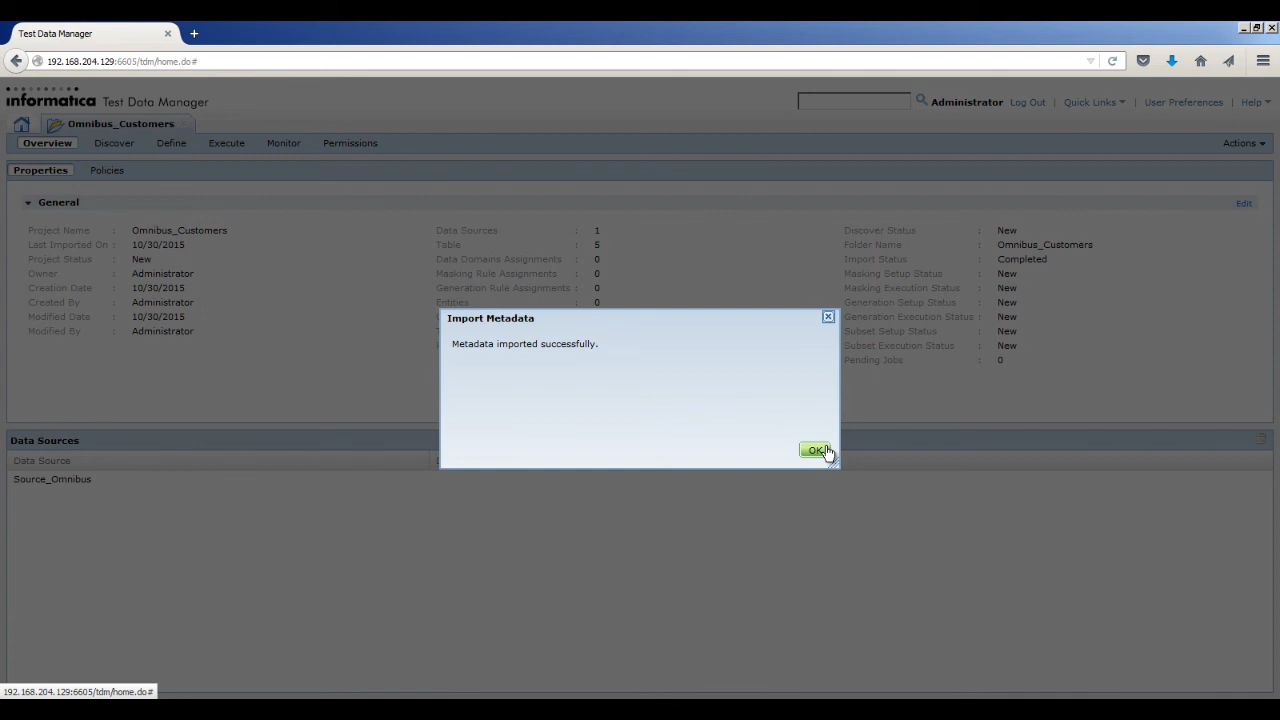 Test Data Manager
192.168.204.129:6605/tdm/home.do#
informatica Test Data Manager
Administrator Log Out Quick Links User Preferences Help
Omnibus_Customers
Overview Discover Define Execute Monitor Permissions Actions
Properties Policies
General Edit
Project Name : Omnibus_Customers Data Sources : 1 Discover Status : New
Last Imported On : 10/30/2015 Table : 5 Folder Name : Omnibus_Customers
Project Status : New Data Domains Assignments : 0 Import Status : Completed
Owner : Administrator Masking Rule Assignments : 0 Masking Setup Status : New
Creation Date : 10/30/2015 Generation Rule Assignments : 0 Masking Execution Status : New
Created By : Administrator Entities : 0 Generation Setup Status : New
Modified Date : 10/30/2015 Generation Execution Status : New
Modified By : Administrator Subset Setup Status : New
Subset Execution Status : New
Pending Jobs : 0
Import Metadata
Metadata imported successfully.
OK
Data Sources
Data Source
Source_Omnibus
192.168.204.129:6605/tdm/home.do#